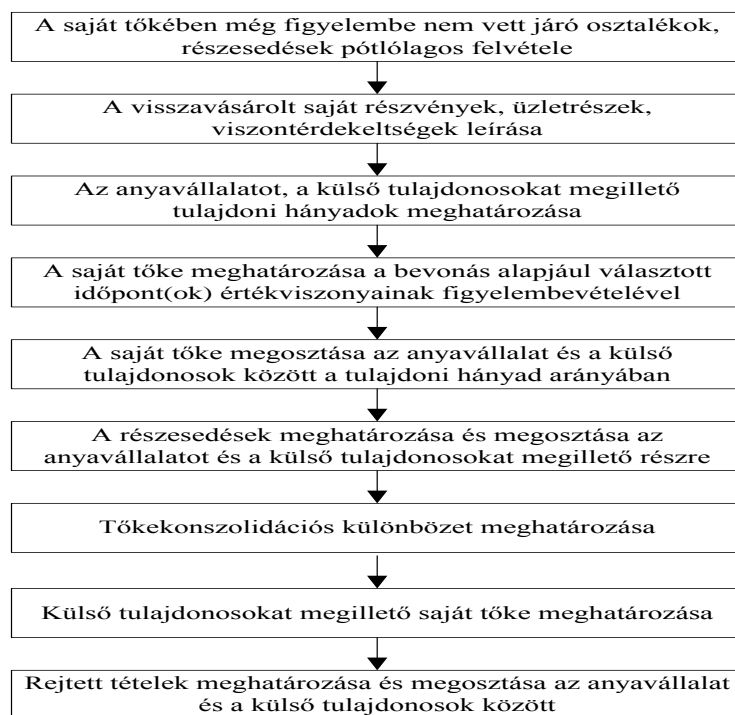 A saját tőkében még figyelembe nem vett járó osztalékok,
részesedések pótlólagos felvétele
A visszavásárolt saját részvények, üzletrészek,
viszontérdekeltségek leírása
Az anyavállalatot, a külső tulajdonosokat megillető
tulajdoni hányadok meghatározása
A saját tőke meghatározása a bevonás alapjául választott
időpont(ok) értékviszonyainak figyelembevételével
A saját tőke megosztása az anyavállalat és a külső
tulajdonosok között a tulajdoni hányad arányában
A részesedések meghatározása és megosztása az
anyavállalatot és a külső tulajdonosokat megillető részre
Tőkekonszolidációs különbözet meghatározása
Külső tulajdonosokat megillető saját tőke meghatározása
Rejtett tételek meghatározása és megosztása az anyavállalat
és a külső tulajdonosok között